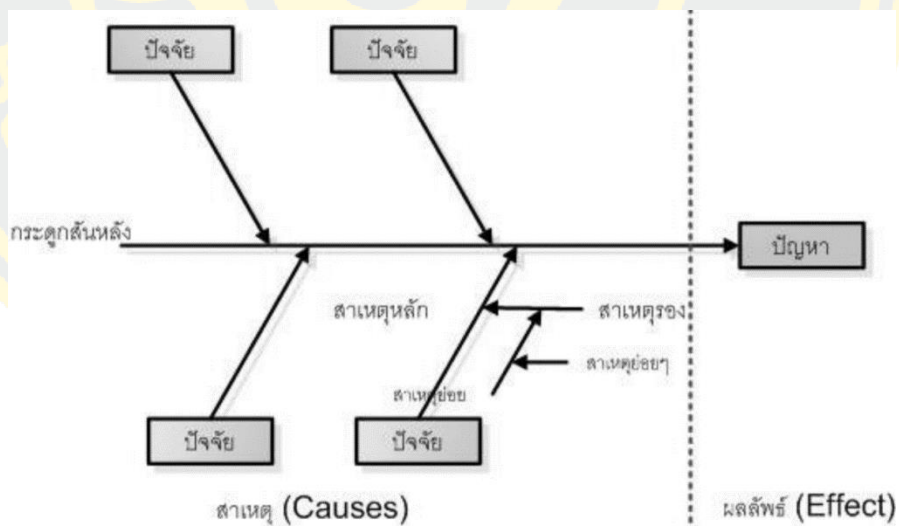 ปัจจัย
ปัจจัย
กระดูกสันหลัง
ปัญหา
สาเหตุหลัก
สาเหตุรอง
สาเหตุย่อยๆ
สาเหตุย่อย
ปัจจัย
ปัจจัย
สาเหตุ (Causes)
ผลลัพธ์ (Effect)